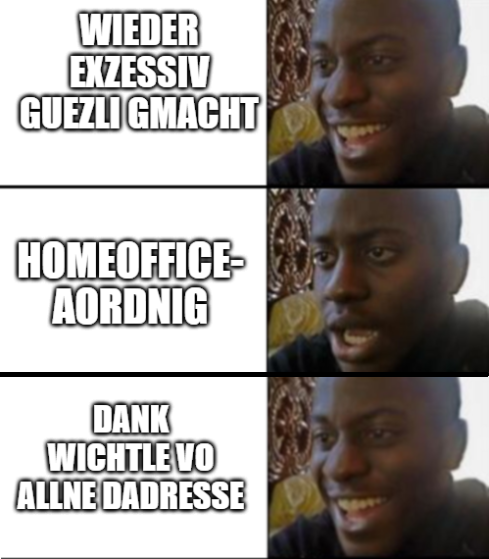 WIEDER
EXZESSIV
GUEZLI GMACHT
HOMEOFFICE-
AORDNIG
DANK
WICHTLE VO
ALLNE DADRESSE